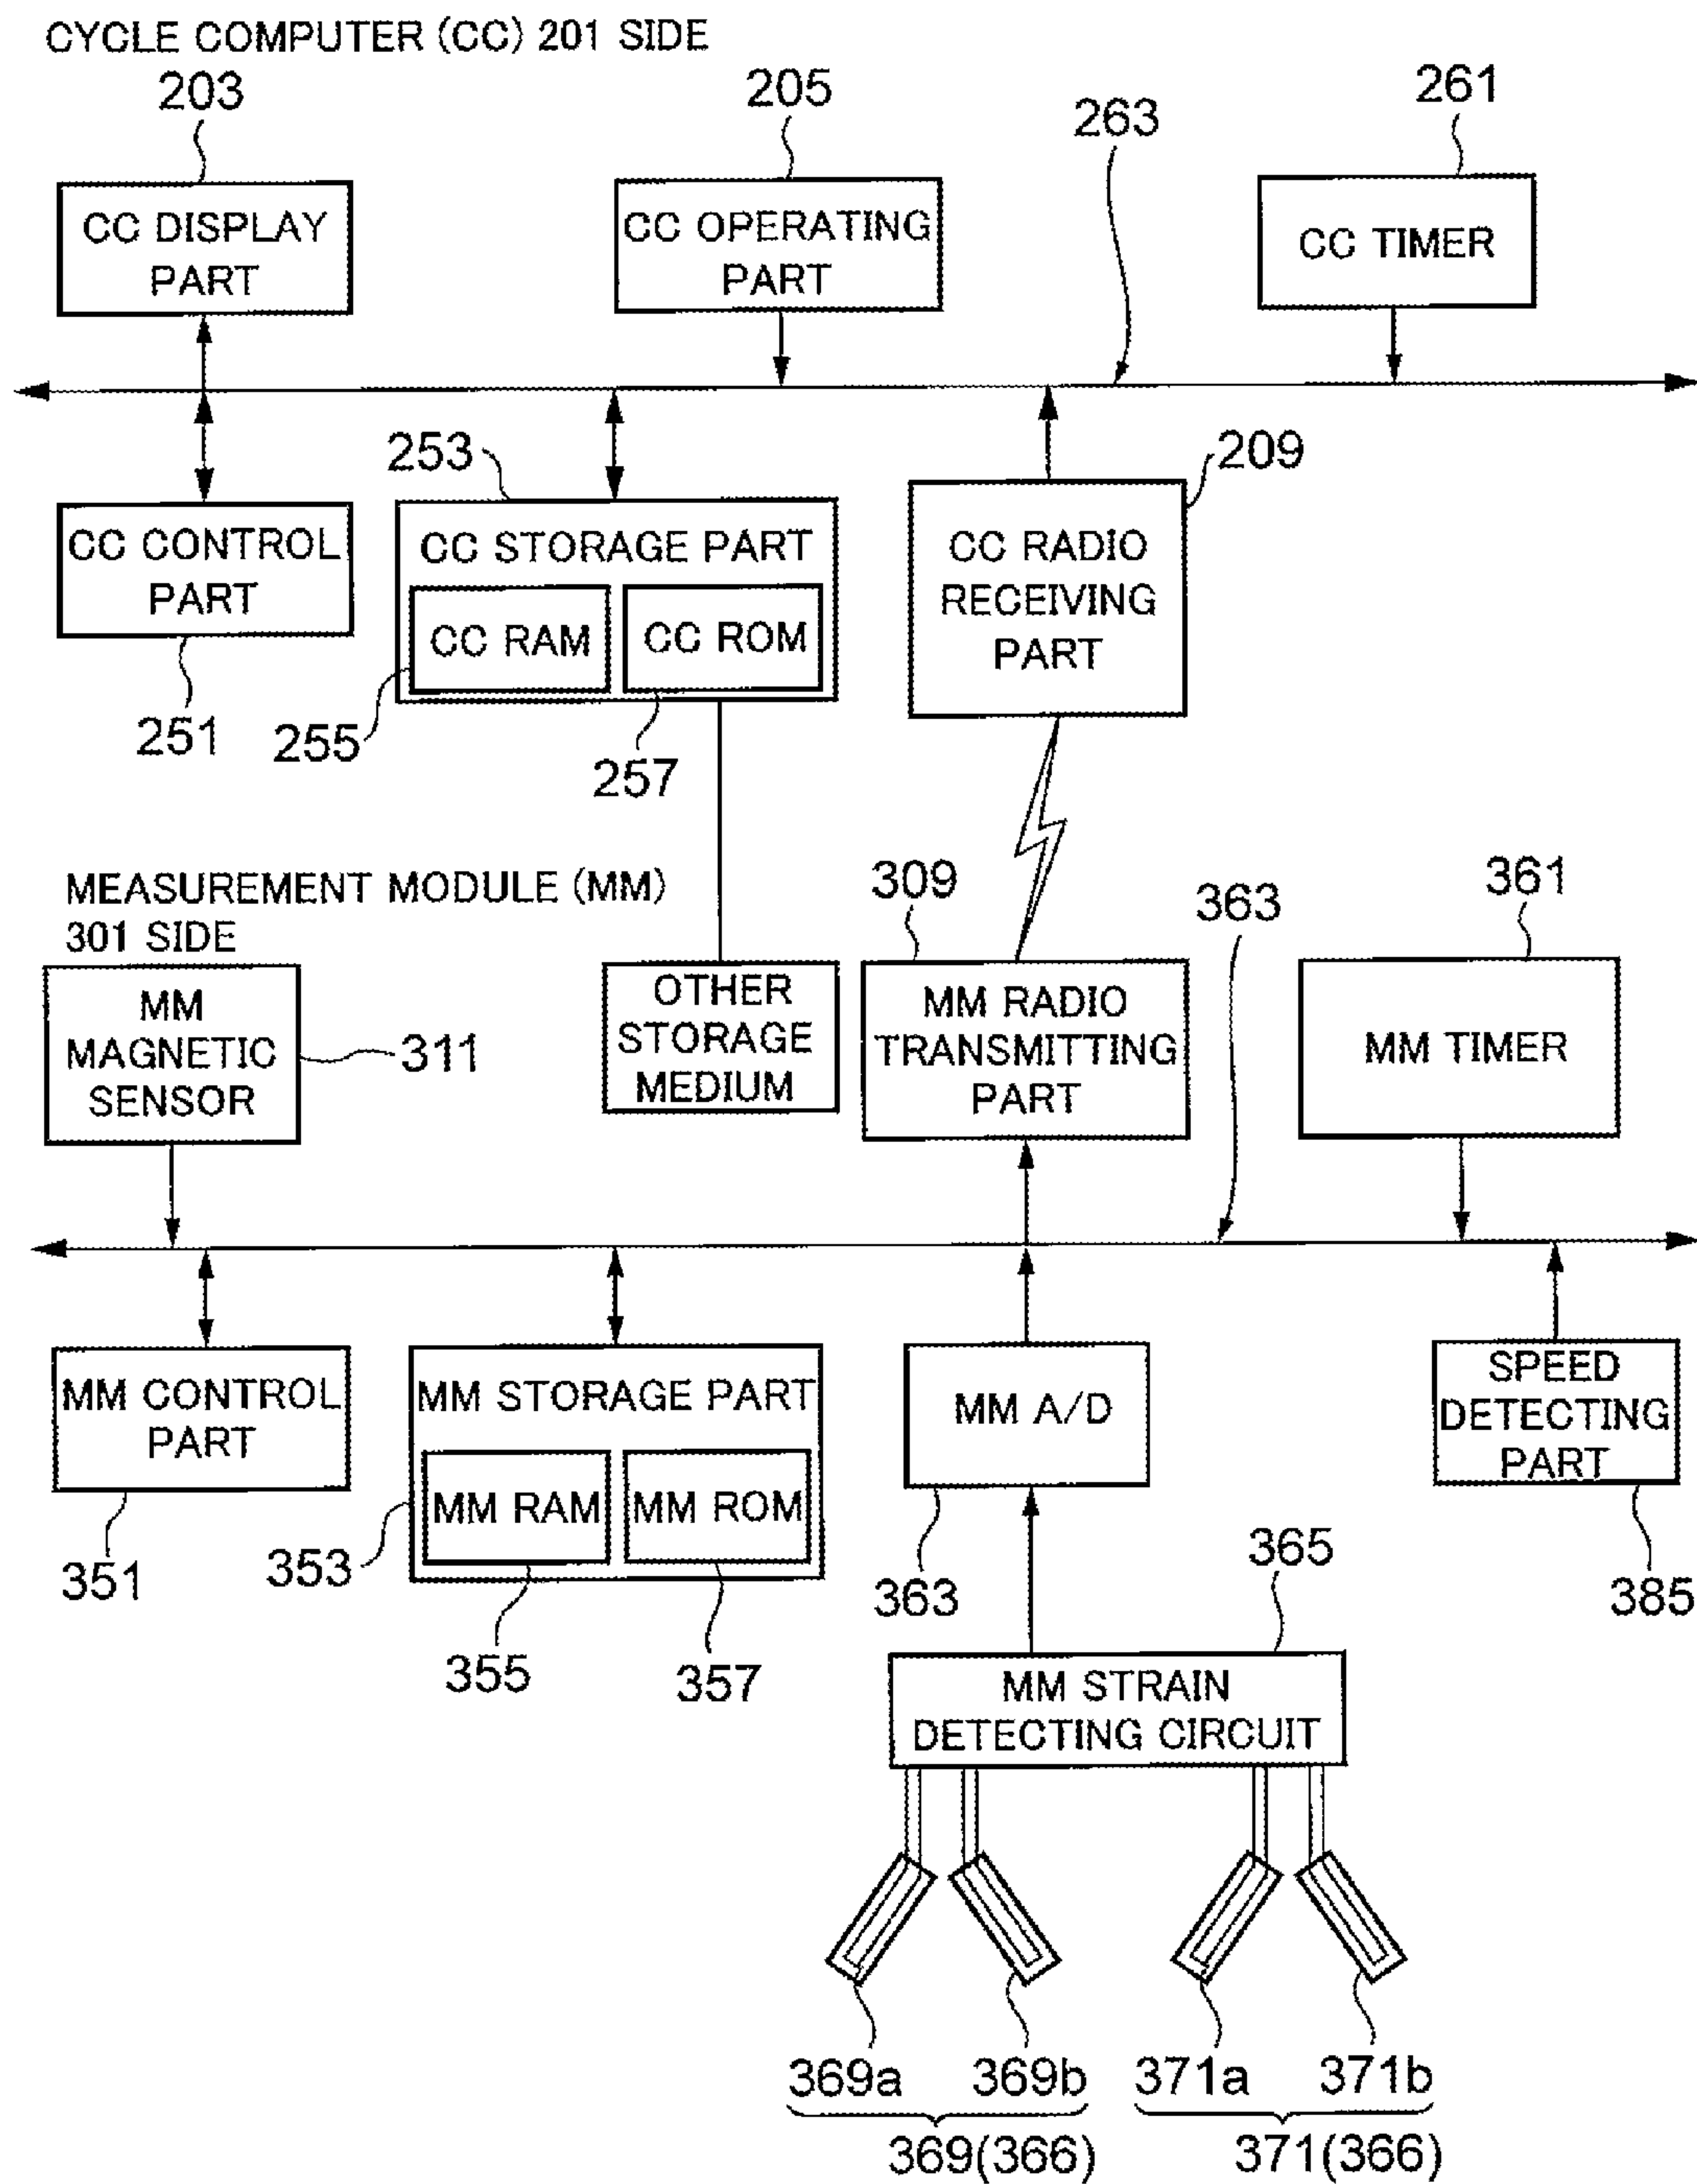 CYCLE COMPUTER (CC) 201 SIDE
203
205
263
261
CC DISPLAY
PART
CC OPERATING
PART
CC TIMER
253
209
CC CONTROL
PART
CC STORAGE PART
CC RAM
CC ROM
CC RADIO
RECEIVING
PART
251
255
257
MEASUREMENT MODULE (MM)
301 SIDE
309
363
361
MM
MAGNETIC
SENSOR
311
OTHER
STORAGE
MEDIUM
MM RADIO
TRANSMITTING
PART
MM TIMER
MM CONTROL
PART
MM STORAGE PART
MM RAM
MM ROM
MM A/D
SPEED
DETECTING
PART
351
353
355
357
363
365
385
MM STRAIN
DETECTING CIRCUIT
369a
369b
371a
371b
369(366)
371(366)